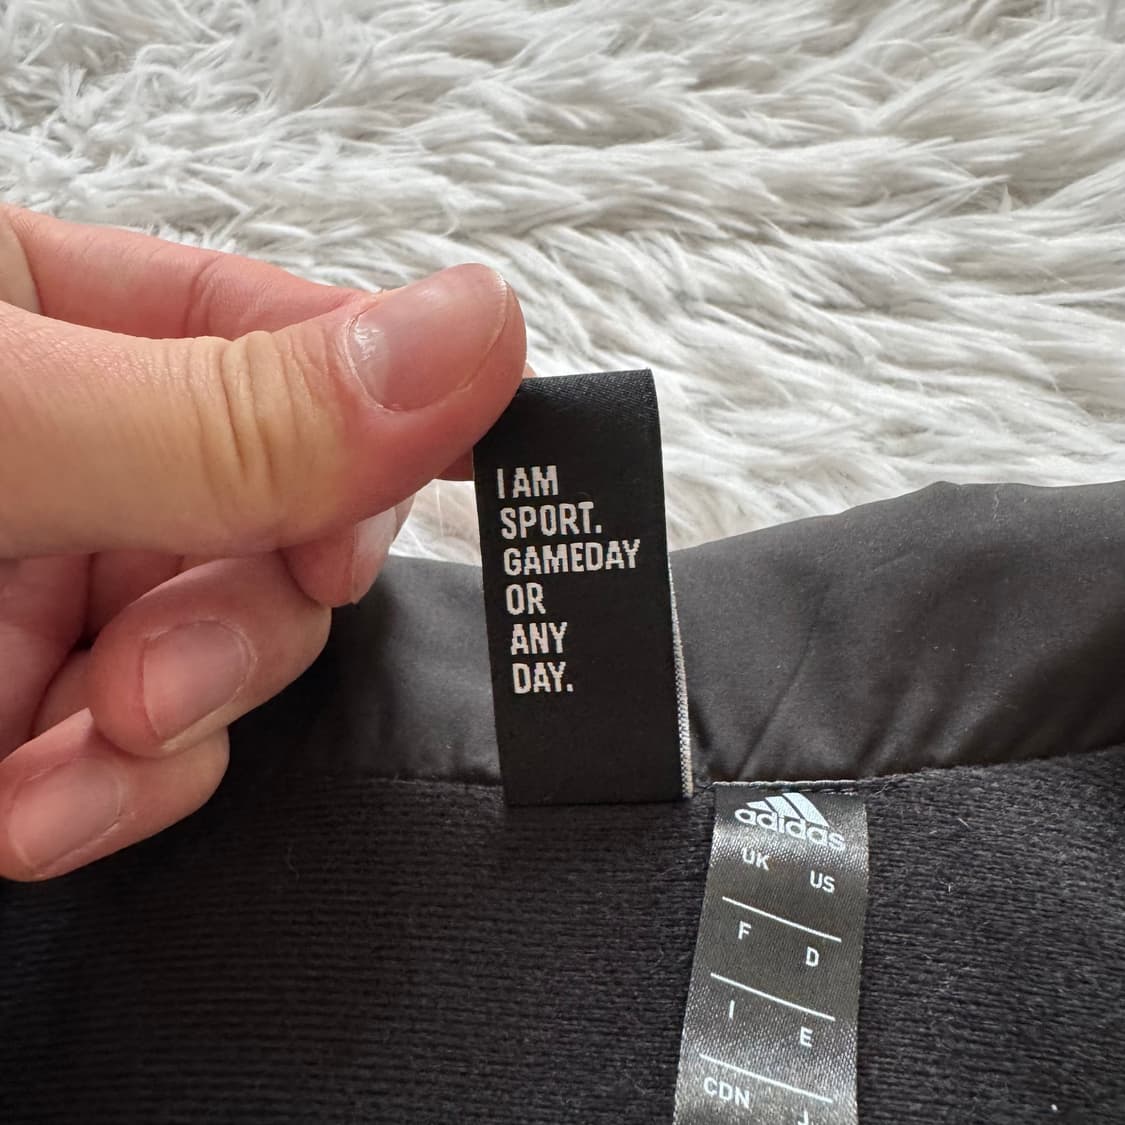 I AM
SPORT.
GAMEDAY
OR
ANY
DAY.
adidas
UK US
F D
I E
CDN J